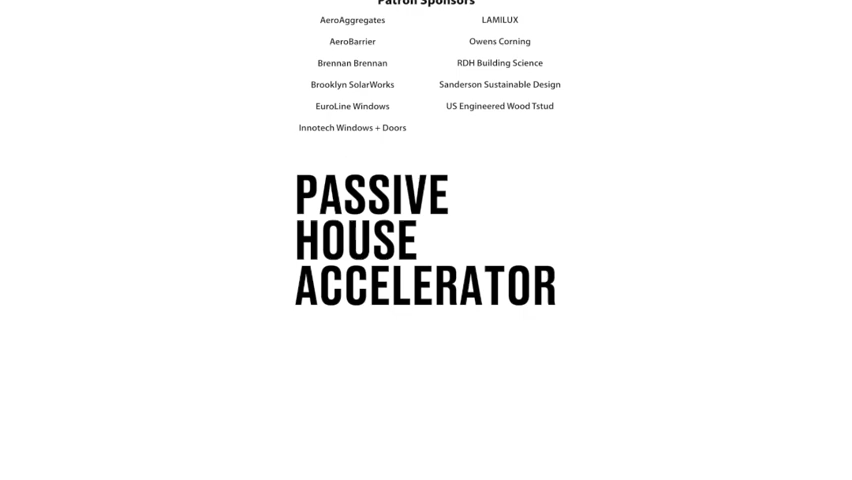 Patron Sponsors
AeroAggregates
AeroBarrier
Brennan Brennan
Brooklyn SolarWorks
EuroLine Windows
Innotech Windows + Doors
LAMILUX
Owens Corning
RDH Building Science
Sanderson Sustainable Design
US Engineered Wood Tstud
PASSIVE
HOUSE
ACCELERATOR